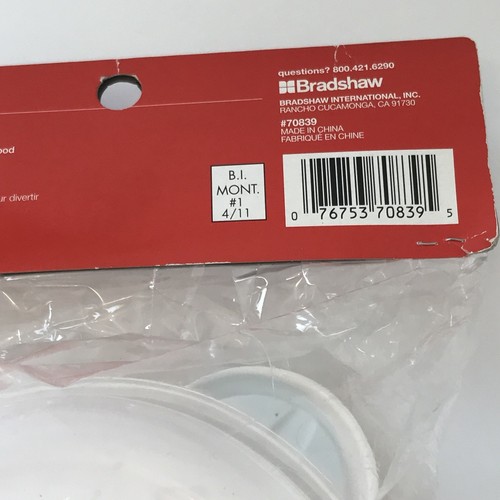 questions? 800.421.6290
Bradshaw
BRADSHAW INTERNATIONAL, INC.
RANCHO CUCAMONGA, CA 91730
#70839
MADE IN CHINA
FABRIQUÉ EN CHINE
ood
ur divertir
B.I.
MONT.
#1
4/11
0 76753 70839 5